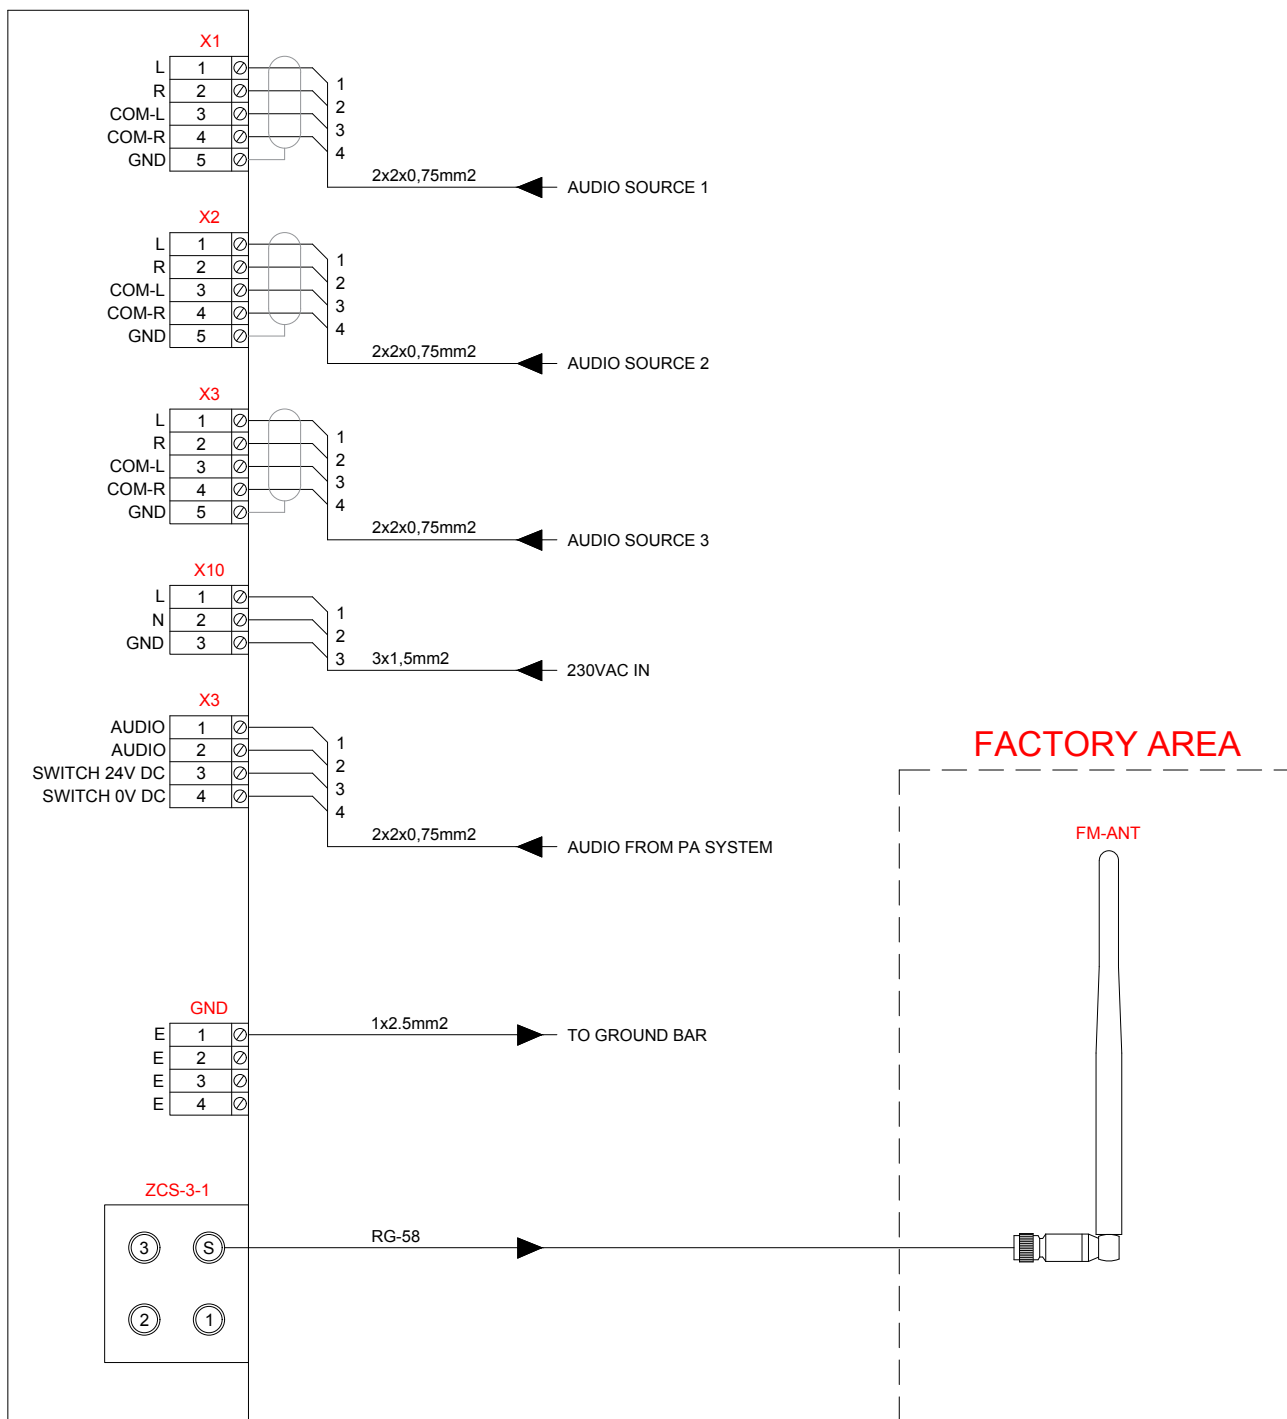 X1
L 1 1
R 2 2
COM-L 3 3
COM-R 4 4
GND 5
2x2x0,75mm2 AUDIO SOURCE 1
X2
L 1 1
R 2 2
COM-L 3 3
COM-R 4 4
GND 5
2x2x0,75mm2 AUDIO SOURCE 2
X3
L 1 1
R 2 2
COM-L 3 3
COM-R 4 4
GND 5
2x2x0,75mm2 AUDIO SOURCE 3
X10
L 1 1
N 2 2
GND 3 3
3x1,5mm2 230VAC IN
X3
AUDIO 1 1
AUDIO 2 2
SWITCH 24V DC 3 3
SWITCH 0V DC 4 4
2x2x0,75mm2 AUDIO FROM PA SYSTEM
FACTORY AREA
FM-ANT
GND
E 1 1x2.5mm2 TO GROUND BAR
E 2
E 3
E 4
ZCS-3-1
3 S RG-58
2 1